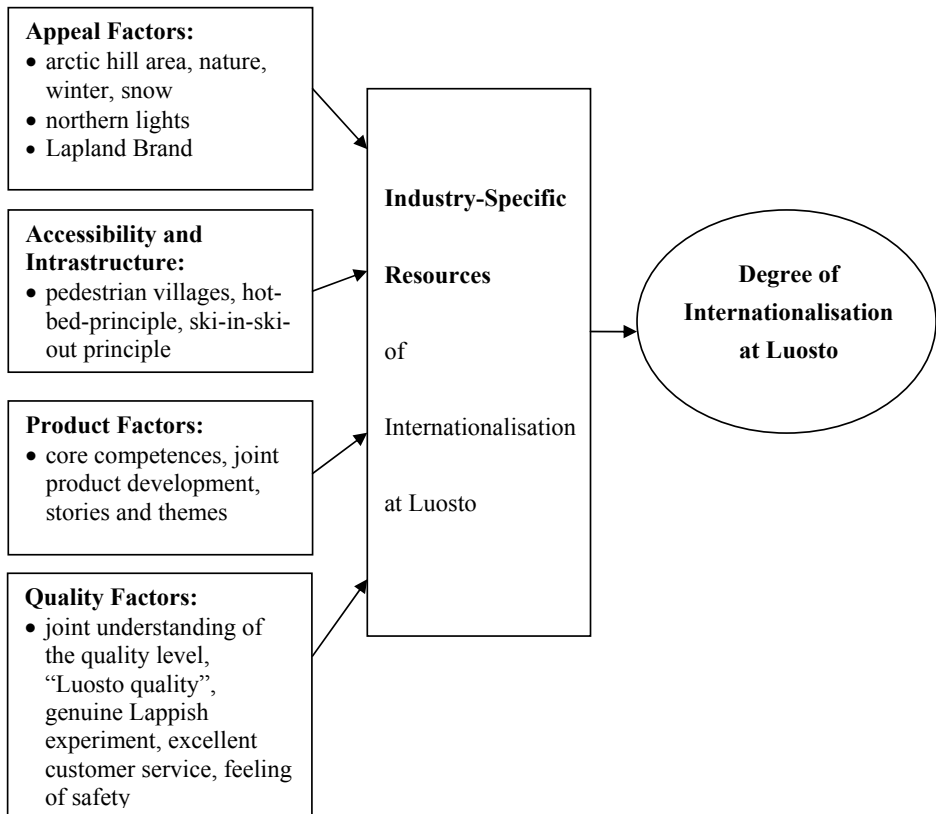 Appeal Factors:
• arctic hill area, nature,
winter, snow
• northern lights
• Lapland Brand
Accessibility and
Intrastructure:
• pedestrian villages, hot-
bed-principle, ski-in-ski-
out principle
Product Factors:
• core competences, joint
product development,
stories and themes
Quality Factors:
• joint understanding of
the quality level,
“Luosto quality”,
genuine Lappish
experiment, excellent
customer service, feeling
of safety
Industry-Specific
Resources
of
Internationalisation
at Luosto
Degree of
Internationalisation
at Luosto